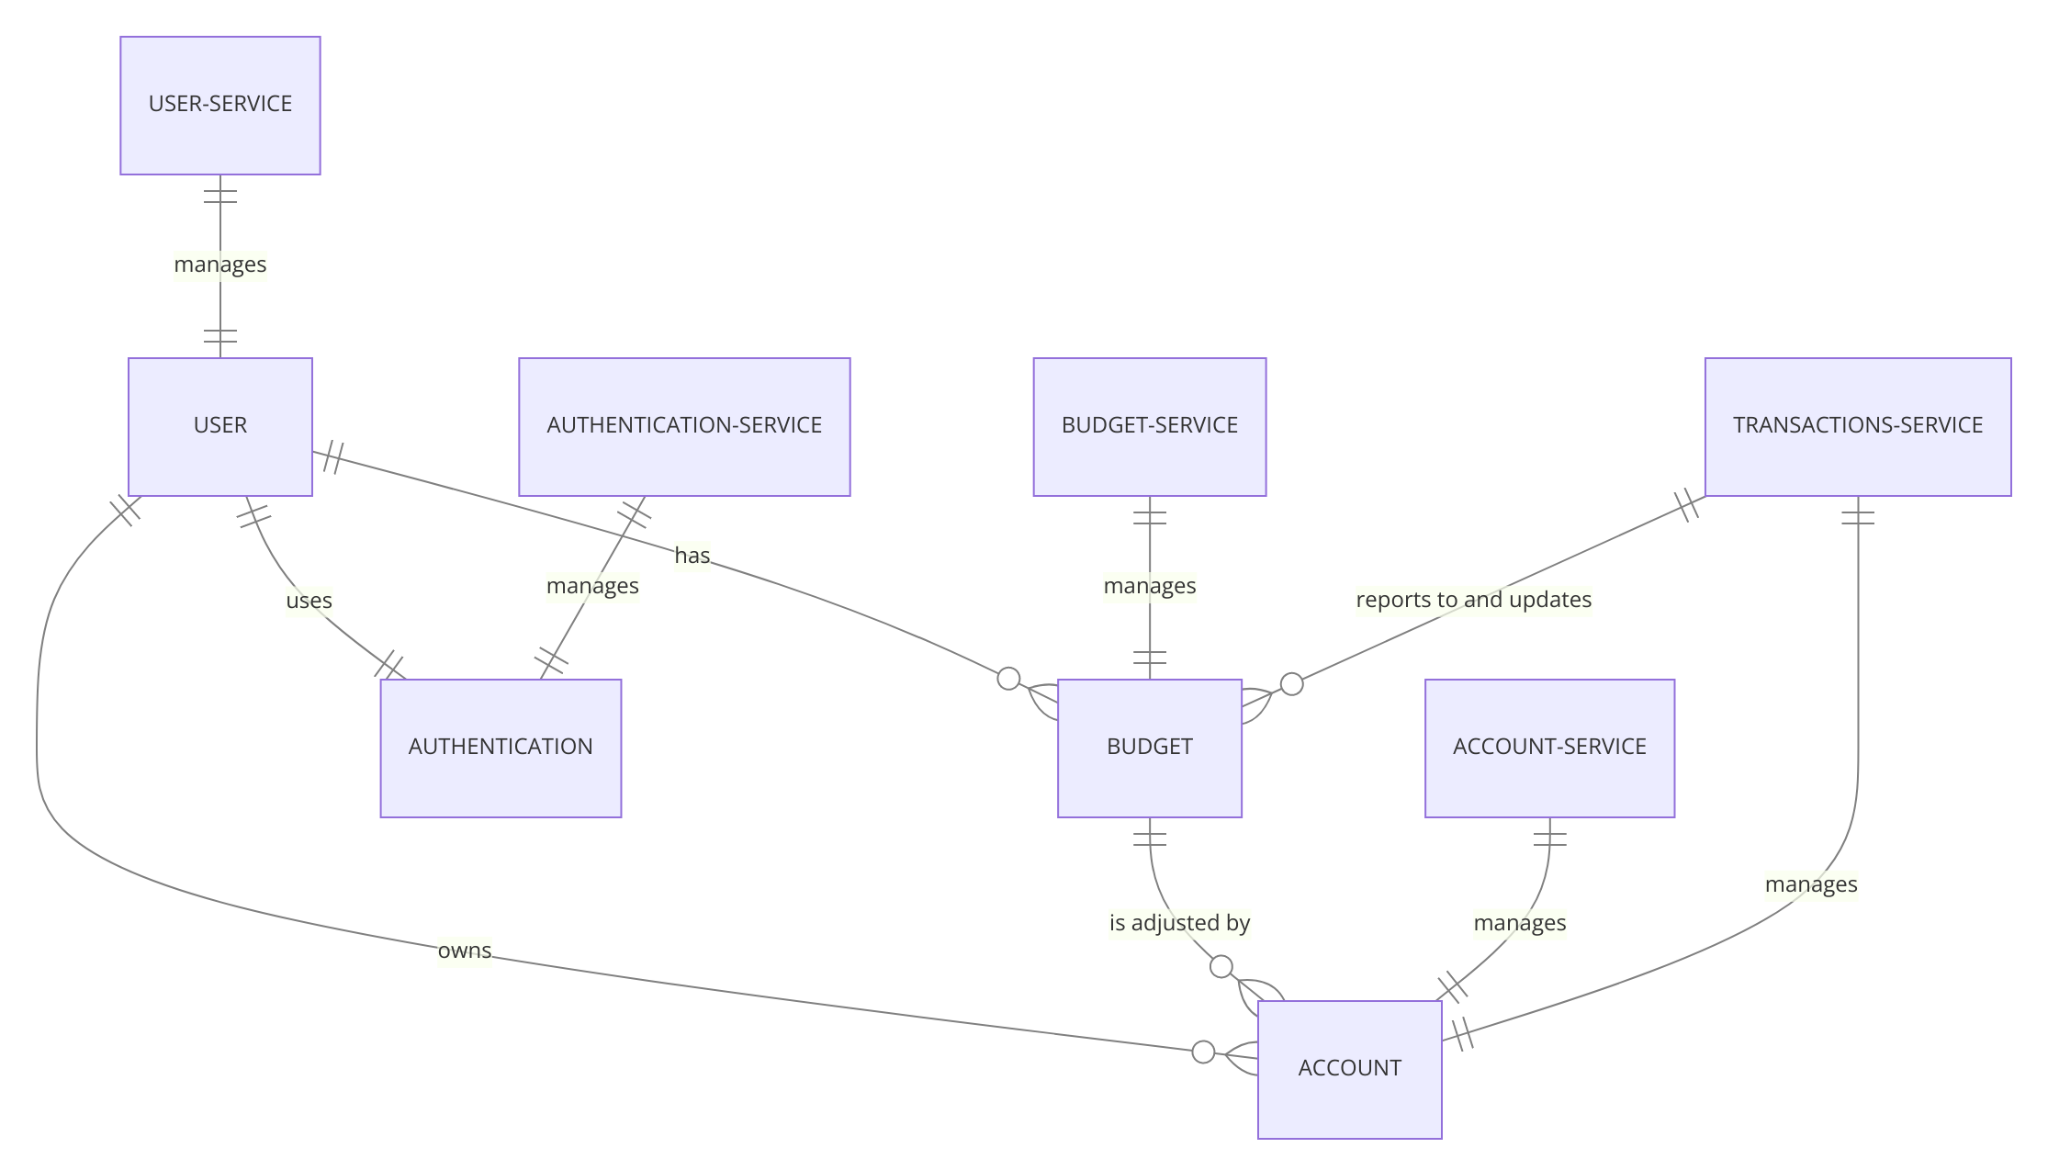 USER-SERVICE
manages
USER
AUTHENTICATION-SERVICE
BUDGET-SERVICE
TRANSACTIONS-SERVICE
has
uses
manages
manages
reports to and updates
AUTHENTICATION
BUDGET
ACCOUNT-SERVICE
manages
is adjusted by
manages
owns
ACCOUNT